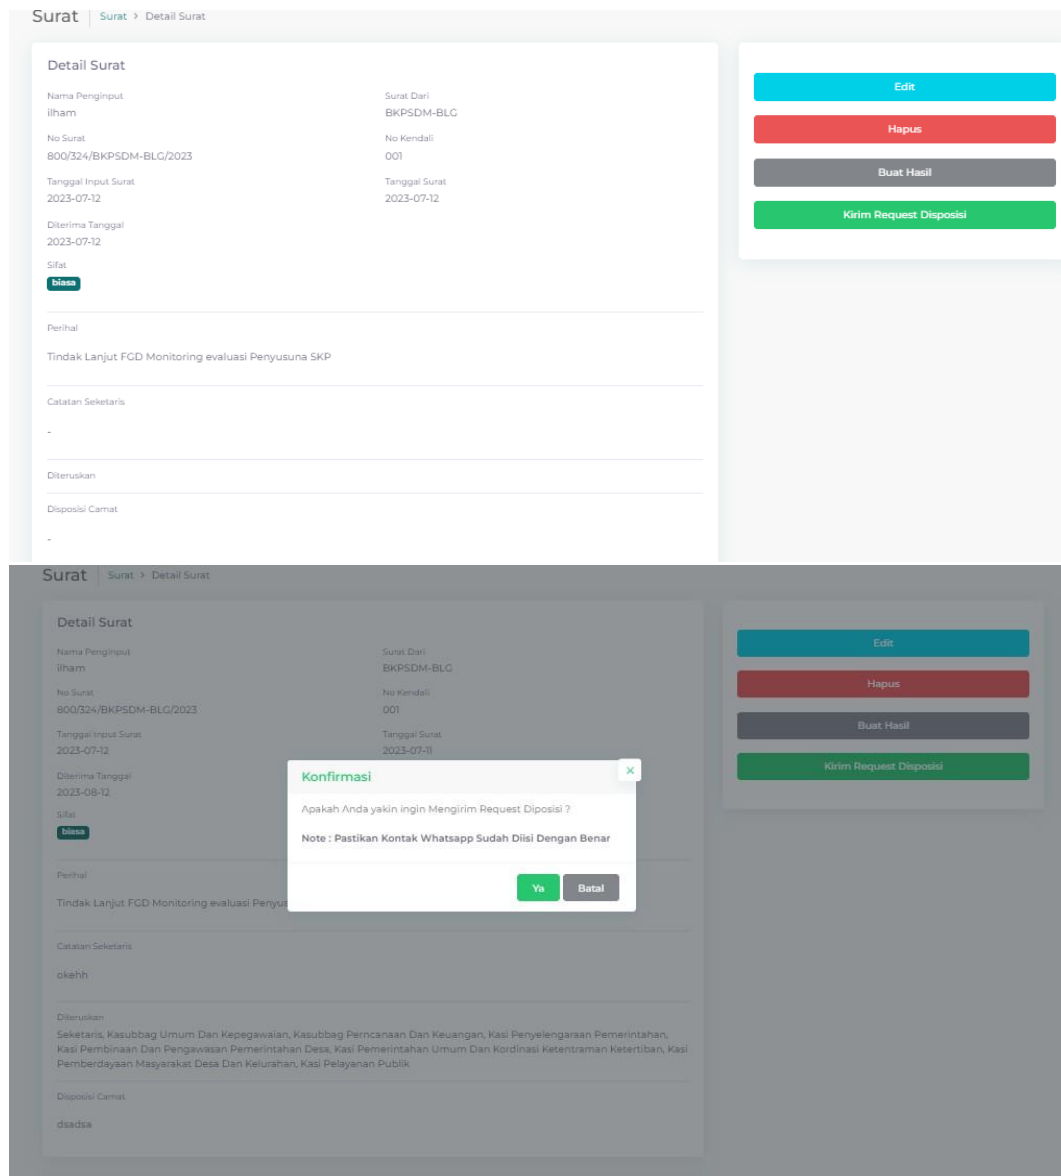 Surat Surat > Detail Surat
Detail Surat
Nama Penginput Surat Dari
ilham BKPSDM-BLG
No Surat No Kendali
800/324/BKPSDM-BLG/2023 001
Tanggal Input Surat Tanggal Surat
2023-07-12 2023-07-12
Diterima Tanggal
2023-07-12
Sifat
biasa
Perihal
Tindak Lanjut FGD Monitoring evaluasi Penyusuna SKP
Catatan Seketaris
-
Diteruskan
Disposisi Camat
-
Edit
Hapus
Buat Hasil
Kirim Request Disposisi
Surat Surat > Detail Surat
Detail Surat
Nama Penginput Surat Dari
ilham BKPSDM-BLG
No Surat No Kendali
800/324/BKPSDM-BLG/2023 001
Tanggal Input Surat Tanggal Surat
2023-07-12 2023-07-11
Diterima Tanggal
2023-08-12
Sifat
biasa
Perihal
Tindak Lanjut FGD Monitoring evaluasi Penyus
Catatan Seketaris
okehh
Diteruskan
Seketaris, Kasubbag Umum Dan Kepegawaian, Kasubbag Perncanaan Dan Keuangan, Kasi Penyelengaraan Pemerintahan,
Kasi Pembinaan Dan Pengawasan Pemerintahan Desa, Kasi Pemerintahan Umum Dan Kordinasi Ketentraman Ketertiban, Kasi
Pemberdayaan Masyarakat Desa Dan Kelurahan, Kasi Pelayanan Publik
Disposisi Camat
dsadsa
Edit
Hapus
Buat Hasil
Kirim Request Disposisi
Konfirmasi ×
Apakah Anda yakin ingin Mengirim Request Diposisi ?
Note : Pastikan Kontak Whatsapp Sudah Diisi Dengan Benar
Ya Batal